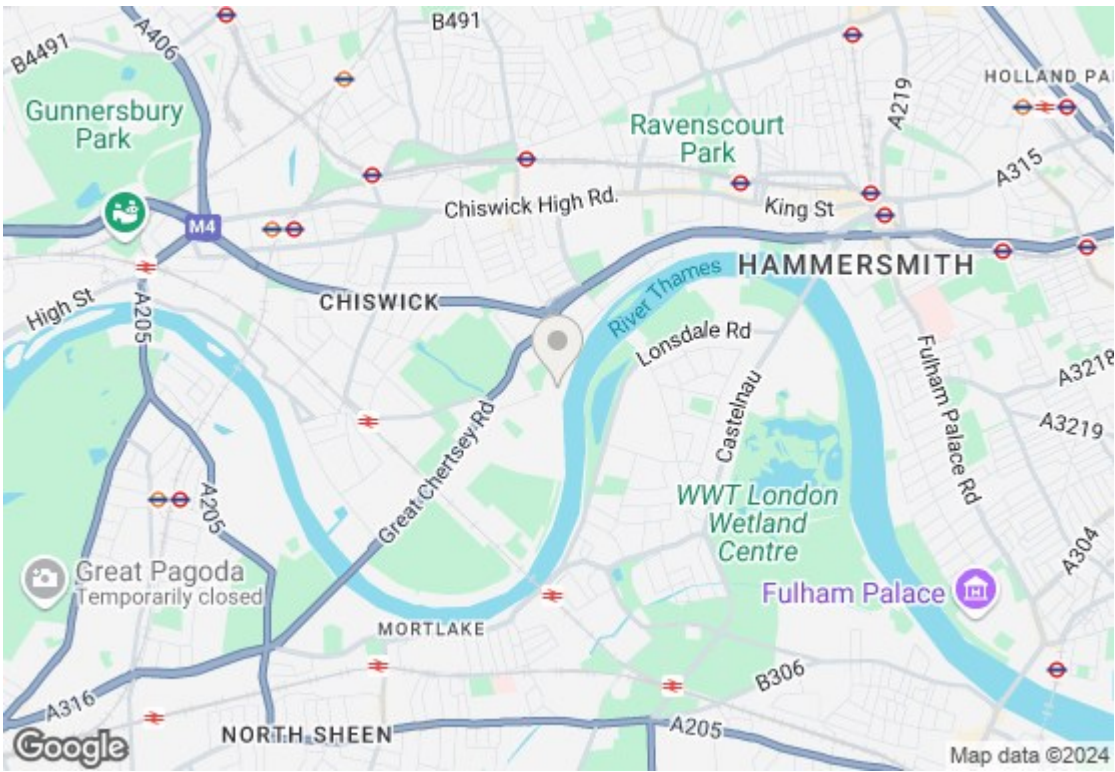 B491
B4491
A406
HOLLAND PAR
A219
Gunnersbury
Park
Ravenscourt
Park
A315
Chiswick High Rd.
King St
M4
HAMMERSMITH
River Thames
High St
A205
CHISWICK
Lonsdale Rd
Fulham Palace Rd
A3218
Castelnau
A3219
Great Chertsey Rd
A205
WWT London
Wetland
Centre
A304
Great Pagoda
Temporarily closed
Fulham Palace
MORTLAKE
B306
A316
NORTH SHEEN
A205
Google
Map data ©2024